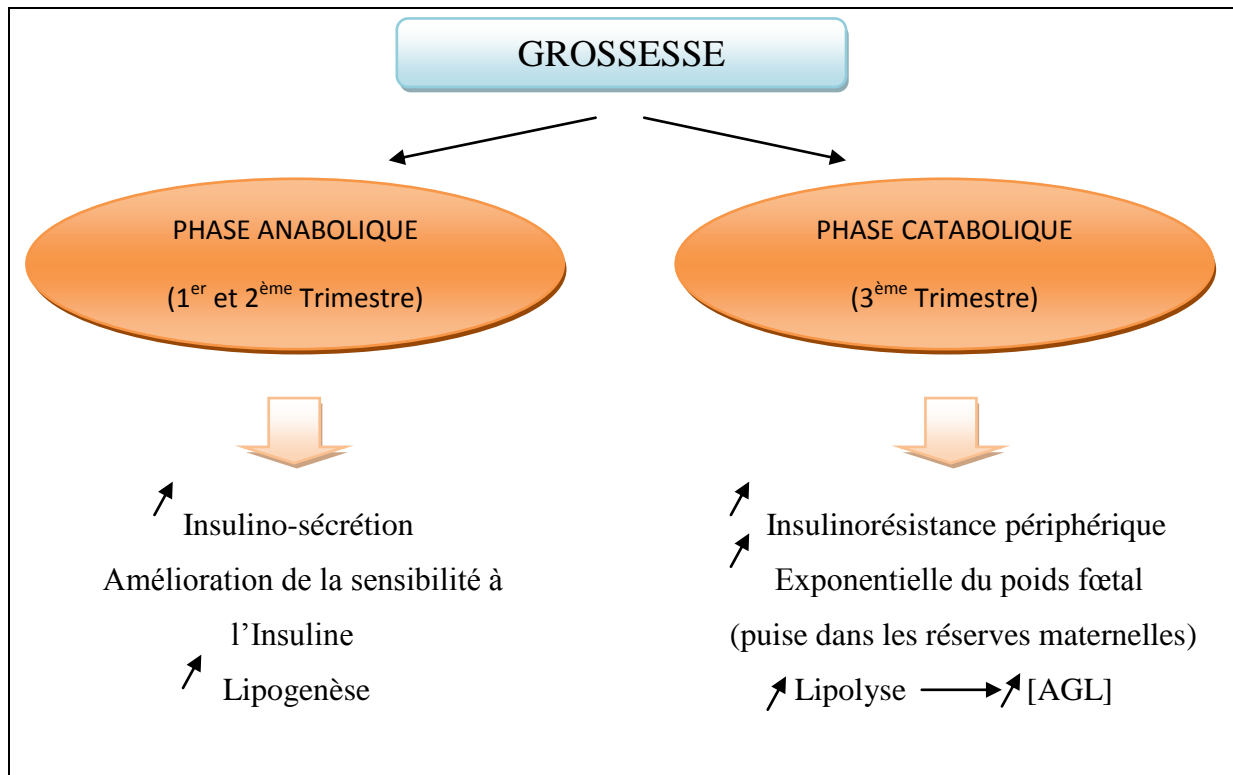 GROSSESSE
PHASE ANABOLIQUE
(1er et 2ème Trimestre)
PHASE CATABOLIQUE
(3ème Trimestre)
Insulino-sécrétion
Amélioration de la sensibilité à
l’Insuline
Lipogenèse
Insulinorésistance périphérique
Exponentielle du poids fœtal
(puise dans les réserves maternelles)
Lipolyse [AGL]